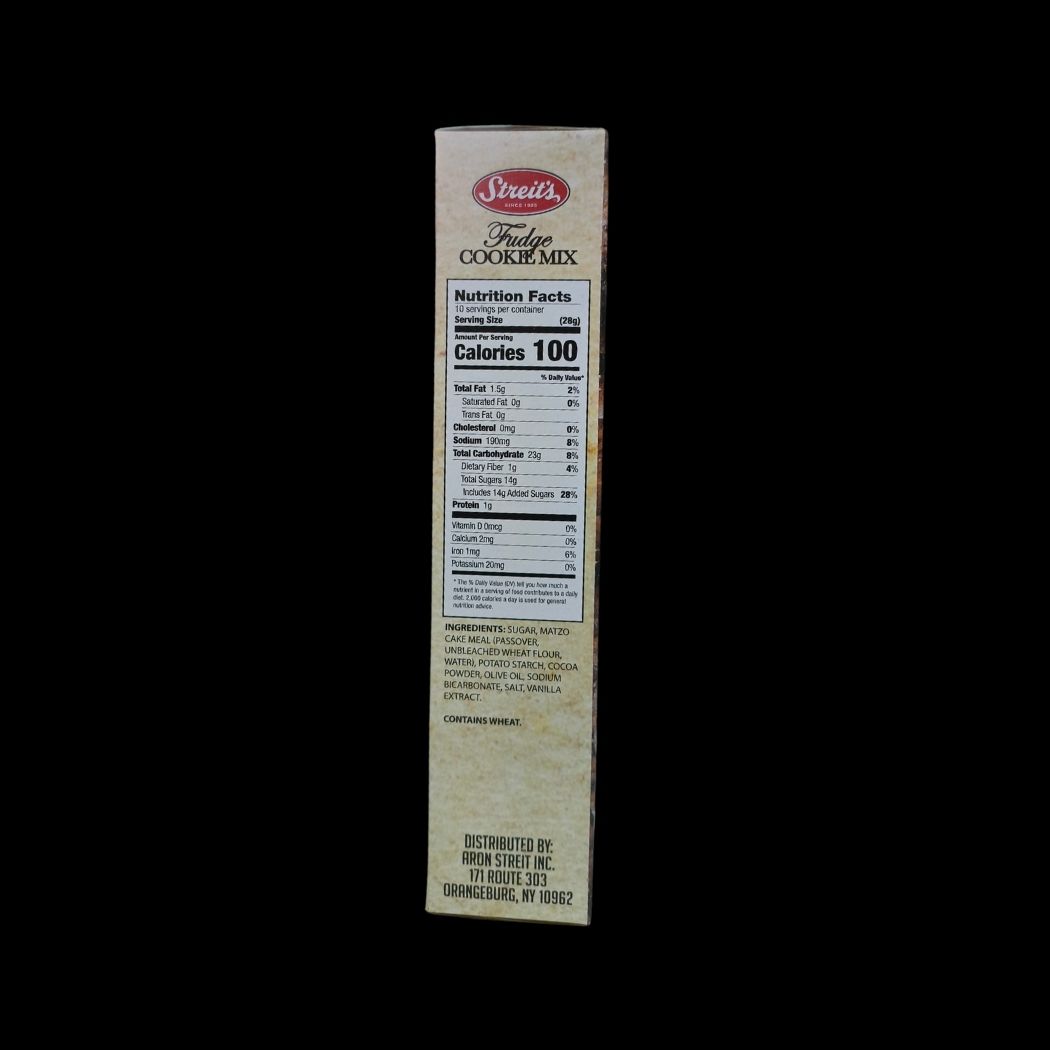 Streit's
SINCE 1925
Fudge
COOKIE MIX
Nutrition Facts
10 servings per container
Serving Size (28g)
Amount Per Serving
Calories 100
% Daily Value*
Total Fat 1.5g 2%
Saturated Fat 0g 0%
Trans Fat 0g
Cholesterol 0mg 0%
Sodium 190mg 8%
Total Carbohydrate 23g 8%
Dietary Fiber 1g 4%
Total Sugars 14g
Includes 14g Added Sugars 28%
Protein 1g
Vitamin D 0mcg 0%
Calcium 2mg 0%
Iron 1mg 6%
Potassium 20mg 0%
* The % Daily Value (DV) tell you how much a
nutrient in a serving of food contributes to a daily
diet. 2,000 calories a day is used for general
nutrition advice.
INGREDIENTS: SUGAR, MATZO
CAKE MEAL (PASSOVER,
UNBLEACHED WHEAT FLOUR,
WATER), POTATO STARCH, COCOA
POWDER, OLIVE OIL, SODIUM
BICARBONATE, SALT, VANILLA
EXTRACT.
CONTAINS WHEAT.
DISTRIBUTED BY:
ARON STREIT INC.
171 ROUTE 303
ORANGEBURG, NY 10962